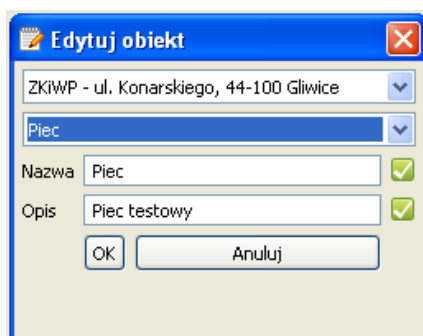 Edytuj obiekt
ZKiWP - ul. Konarskiego, 44-100 Gliwice
Piec
Nazwa Piec
Opis Piec testowy
OK Anuluj